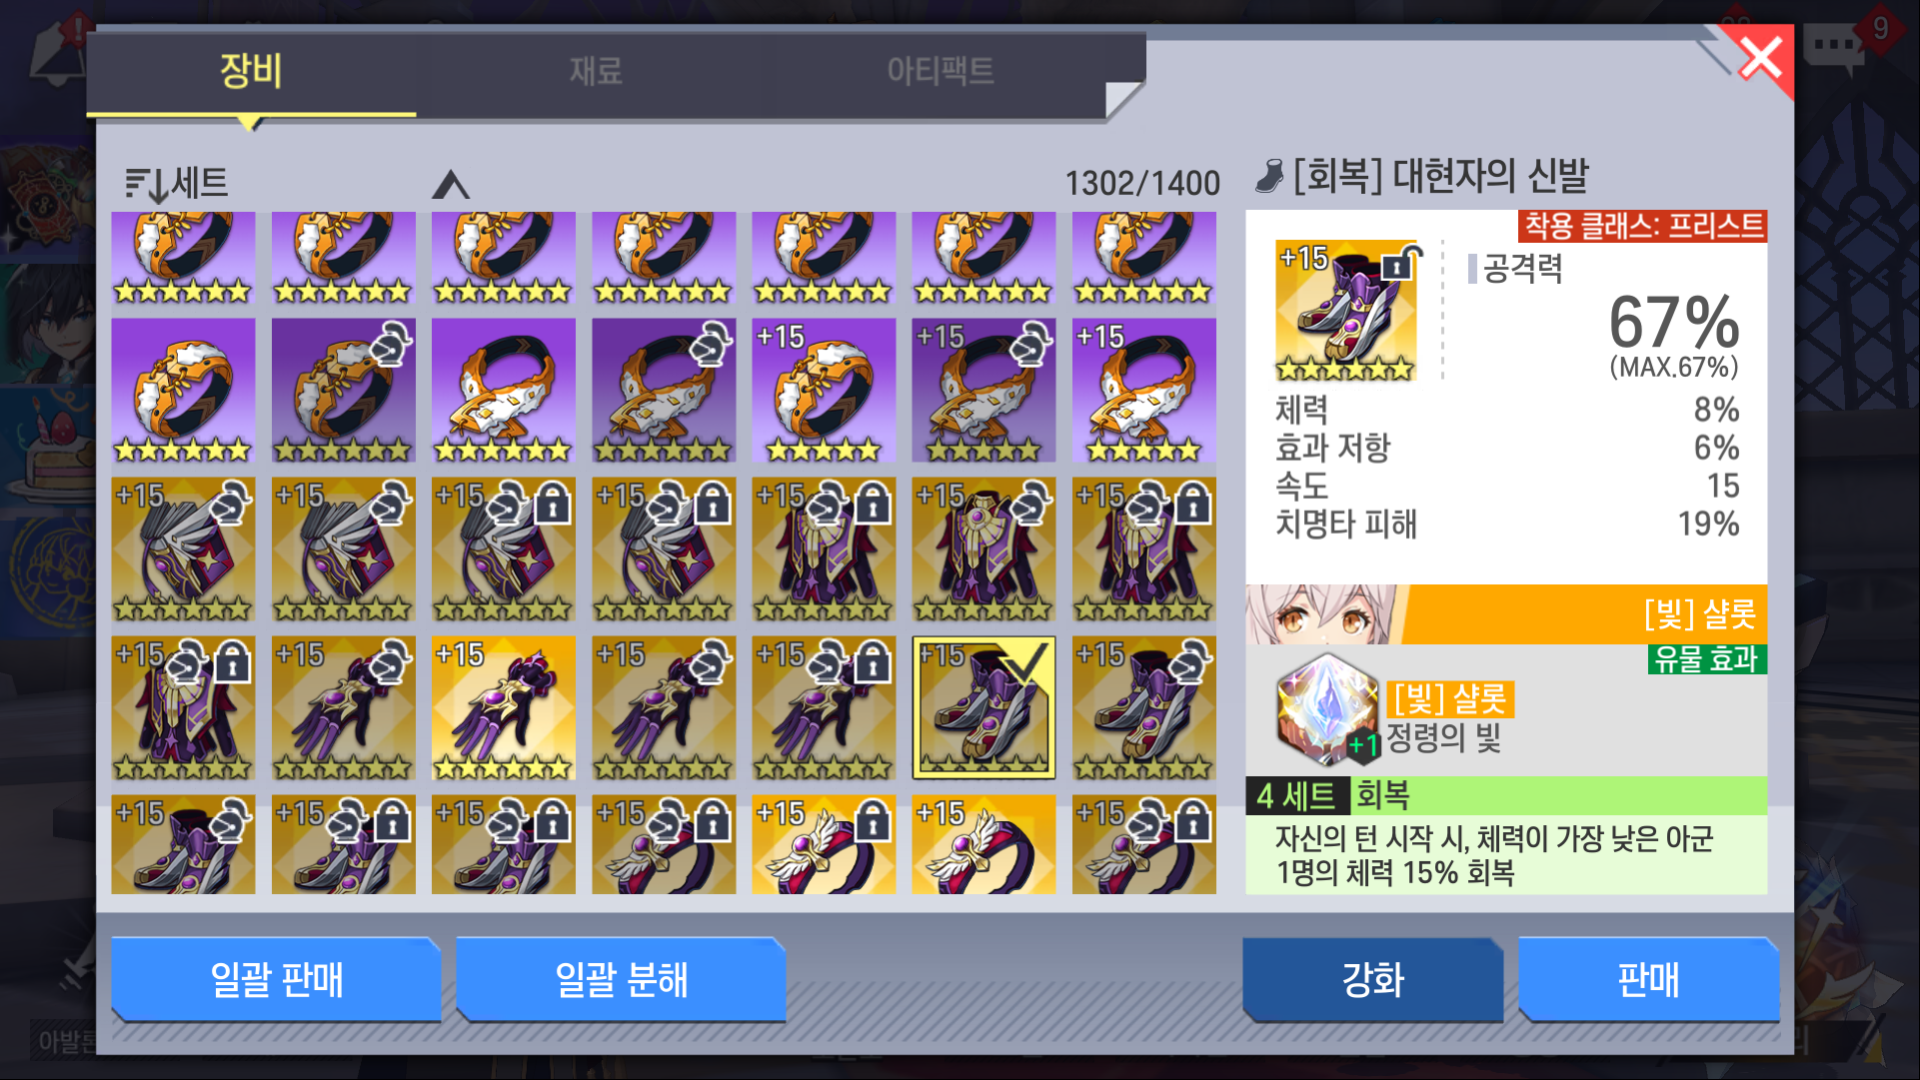 장비
재료
아티팩트
9
세트
1302/1400
[회복] 대현자의 신발
착용 클래스: 프리스트
+15
공격력
67%
(MAX.67%)
체력 8%
효과 저항 6%
속도 15
치명타 피해 19%
[빛] 샬롯
유물 효과
[빛] 샬롯
+1 정령의 빛
4 세트 회복
자신의 턴 시작 시, 체력이 가장 낮은 아군
1명의 체력 15% 회복
+15 +15 +15
+15 +15 +15 +15 +15 +15 +15
+15 +15 +15 +15 +15 +15 +15
+15 +15 +15 +15 +15 +15 +15
일괄 판매
일괄 분해
강화
판매